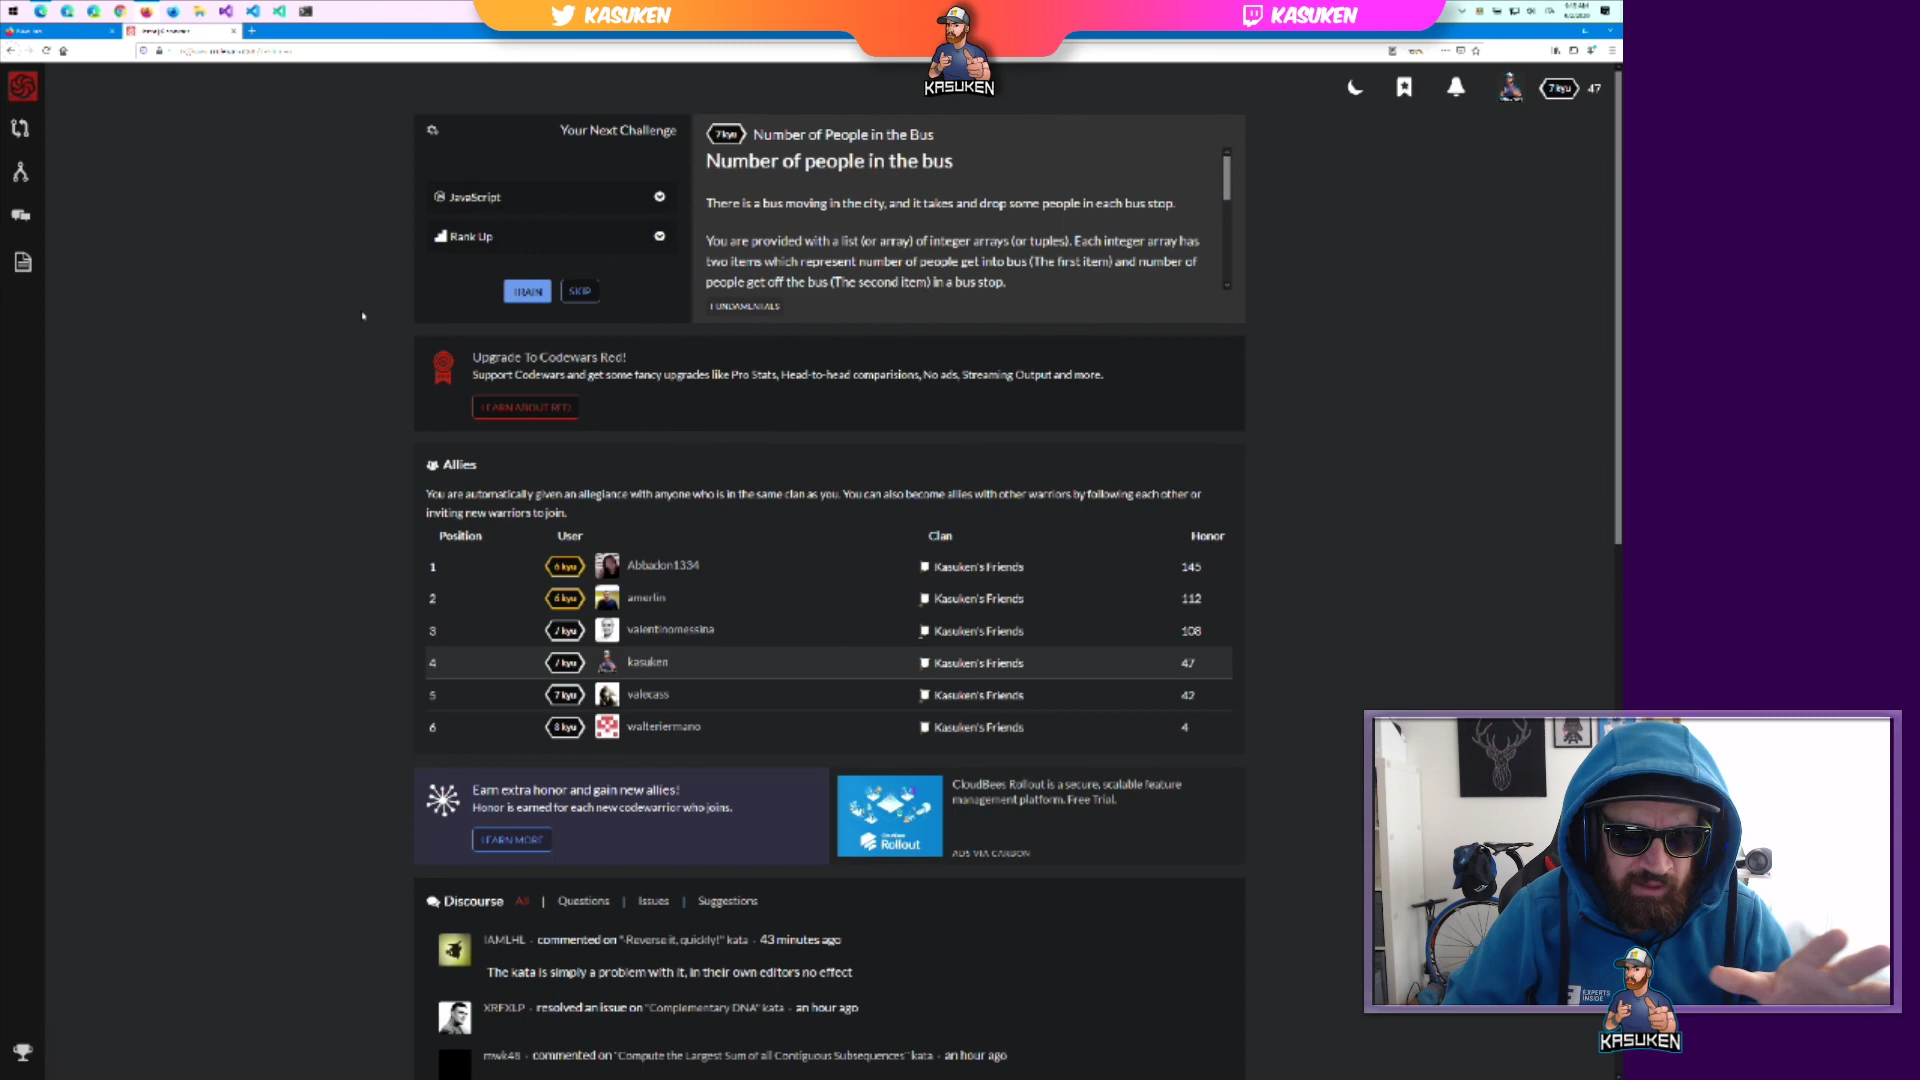 KASUKEN
KASUKEN
KASUKEN
7 kyu 47
Your Next Challenge
JavaScript
Rank Up
TRAIN SKIP
7 kyu Number of People in the Bus
Number of people in the bus
There is a bus moving in the city, and it takes and drop some people in each bus stop.
You are provided with a list (or array) of integer arrays (or tuples). Each integer array has
two items which represent number of people get into bus (The first item) and number of
people get off the bus (The second item) in a bus stop.
FUNDAMENTALS
Upgrade To Codewars Red!
Support Codewars and get some fancy upgrades like Pro Stats, Head-to-head comparisions, No ads, Streaming Output and more.
LEARN ABOUT RED
Allies
You are automatically given an allegiance with anyone who is in the same clan as you. You can also become allies with other warriors by following each other or
inviting new warriors to join.
Position User Clan Honor
1 6 kyu Abbadon1334 Kasuken's Friends 145
2 6 kyu amerlin Kasuken's Friends 112
3 7 kyu valentinomessina Kasuken's Friends 108
4 7 kyu kasuken Kasuken's Friends 47
5 7 kyu valecass Kasuken's Friends 42
6 8 kyu walteriermano Kasuken's Friends 4
Earn extra honor and gain new allies!
Honor is earned for each new codewarrior who joins.
LEARN MORE
Rollout
CloudBees Rollout is a secure, scalable feature
management platform. Free Trial.
ADS VIA CARBON
Discourse All | Questions | Issues | Suggestions
IAMLHL - commented on "-Reverse it, quickly!" kata - 43 minutes ago
The kata is simply a problem with it, in their own editors no effect
XRFXLP - resolved an issue on "Complementary DNA" kata - an hour ago
mwk48 - commented on "Compute the Largest Sum of all Contiguous Subsequences" kata - an hour ago
EXPERTS
INSIDE
KASUKEN